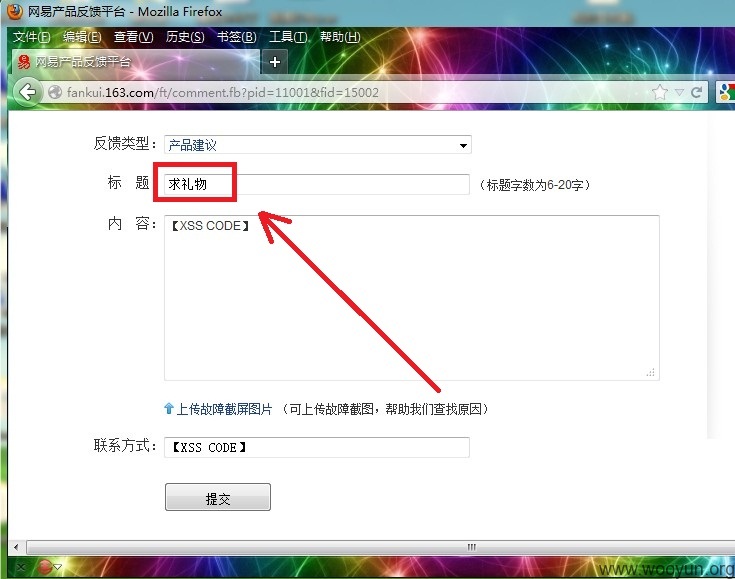 网易产品反馈平台 - Mozilla Firefox
文件(F) 编辑(E) 查看(V) 历史(S) 书签(B) 工具(T) 帮助(H)
网易产品反馈平台
fankui.163.com/ft/comment.fb?pid=11001&fid=15002
反馈类型: 产品建议
标 题 求礼物 (标题字数为6-20字)
内 容: 【XSS CODE】
上传故障截屏图片 (可上传故障截图，帮助我们查找原因)
联系方式: 【XSS CODE】
提交
www.wooyun.org